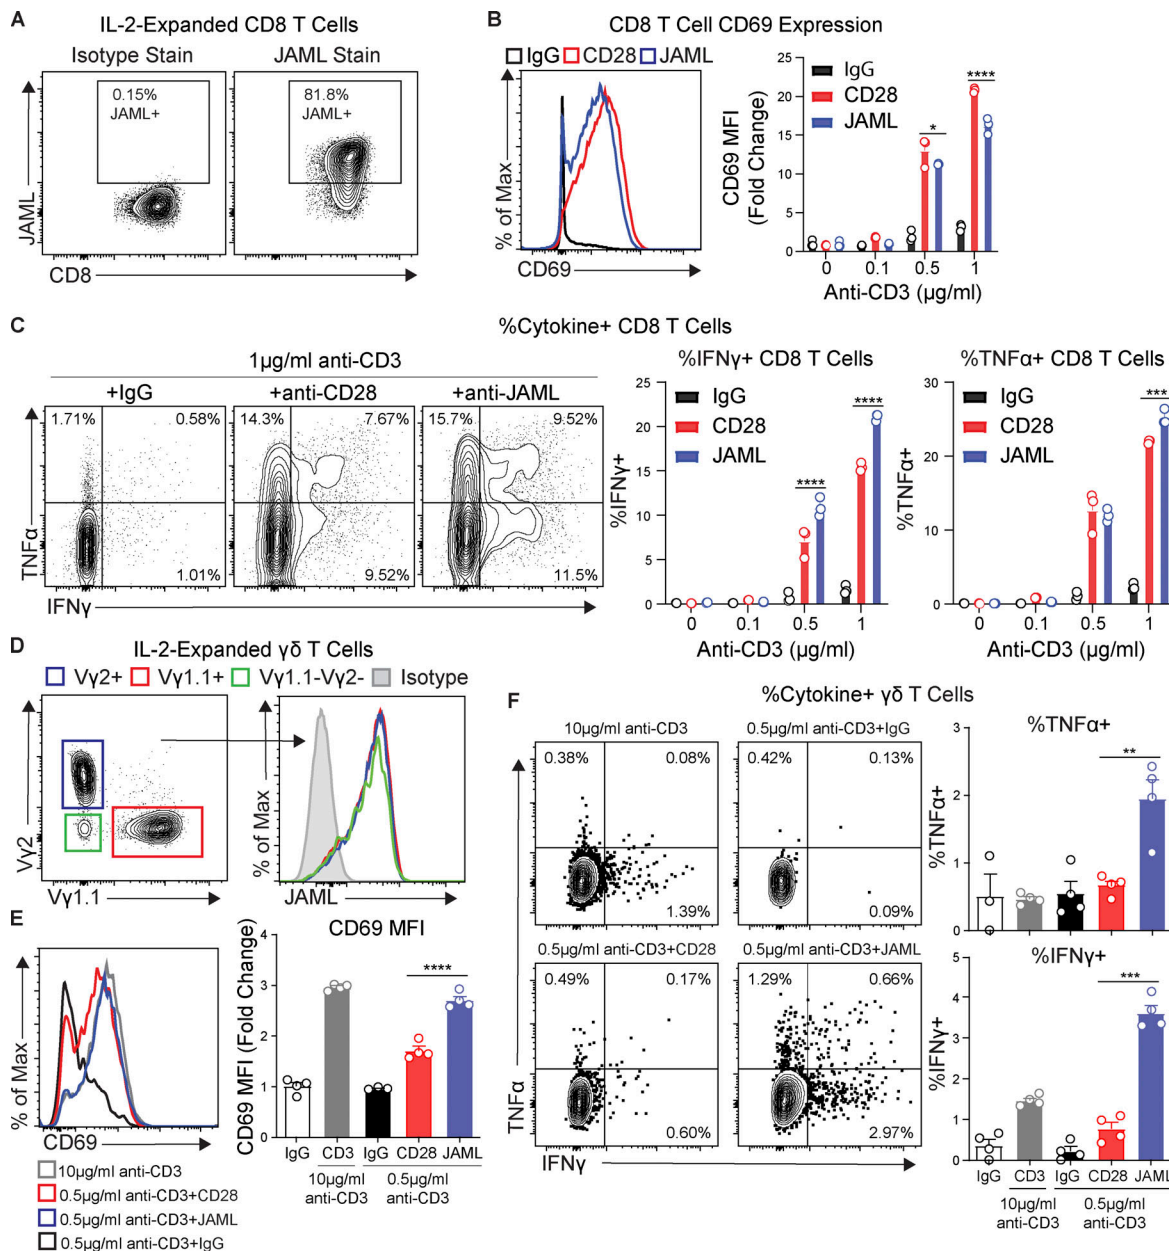 A
IL-2-Expanded CD8 T Cells
Isotype Stain
JAML Stain
0.15%
JAML+
81.8%
JAML+
JAML
CD8
B
CD8 T Cell CD69 Expression
IgG CD28 JAML
% of Max
CD69
IgG
CD28
JAML
CD69 MFI
(Fold Change)
25
20
15
10
5
0
*
****
0 0.1 0.5 1
Anti-CD3 (μg/ml)
C
%Cytokine+ CD8 T Cells
1μg/ml anti-CD3
+IgG
+anti-CD28
+anti-JAML
1.71% 0.58%
1.01%
14.3% 7.67%
9.52%
15.7% 9.52%
11.5%
TNFα
IFNγ
%IFNγ+ CD8 T Cells
IgG
CD28
JAML
%IFNγ+
25
20
15
10
5
0
****
****
0 0.1 0.5 1
Anti-CD3 (μg/ml)
%TNFα+ CD8 T Cells
IgG
CD28
JAML
%TNFα+
30
20
10
0
***
0 0.1 0.5 1
Anti-CD3 (μg/ml)
D
IL-2-Expanded γδ T Cells
Vγ2+ Vγ1.1+ Vγ1.1-Vγ2- Isotype
Vγ2
Vγ1.1
% of Max
JAML
E
% of Max
CD69
10μg/ml anti-CD3
0.5μg/ml anti-CD3+CD28
0.5μg/ml anti-CD3+JAML
0.5μg/ml anti-CD3+IgG
CD69 MFI
CD69 MFI (Fold Change)
4
3
2
1
0
****
IgG CD3 IgG CD28 JAML
10μg/ml
anti-CD3
0.5μg/ml
anti-CD3
F
%Cytokine+ γδ T Cells
10μg/ml anti-CD3
0.38% 0.08%
1.39%
0.5μg/ml anti-CD3+IgG
0.42% 0.13%
0.09%
0.5μg/ml anti-CD3+CD28
0.49% 0.17%
0.60%
0.5μg/ml anti-CD3+JAML
1.29% 0.66%
2.97%
TNFα
IFNγ
%TNFα+
%TNFα+
3
2
1
0
**
%IFNγ+
%IFNγ+
5
4
3
2
1
0
***
IgG CD3 IgG CD28 JAML
10μg/ml
anti-CD3
0.5μg/ml
anti-CD3